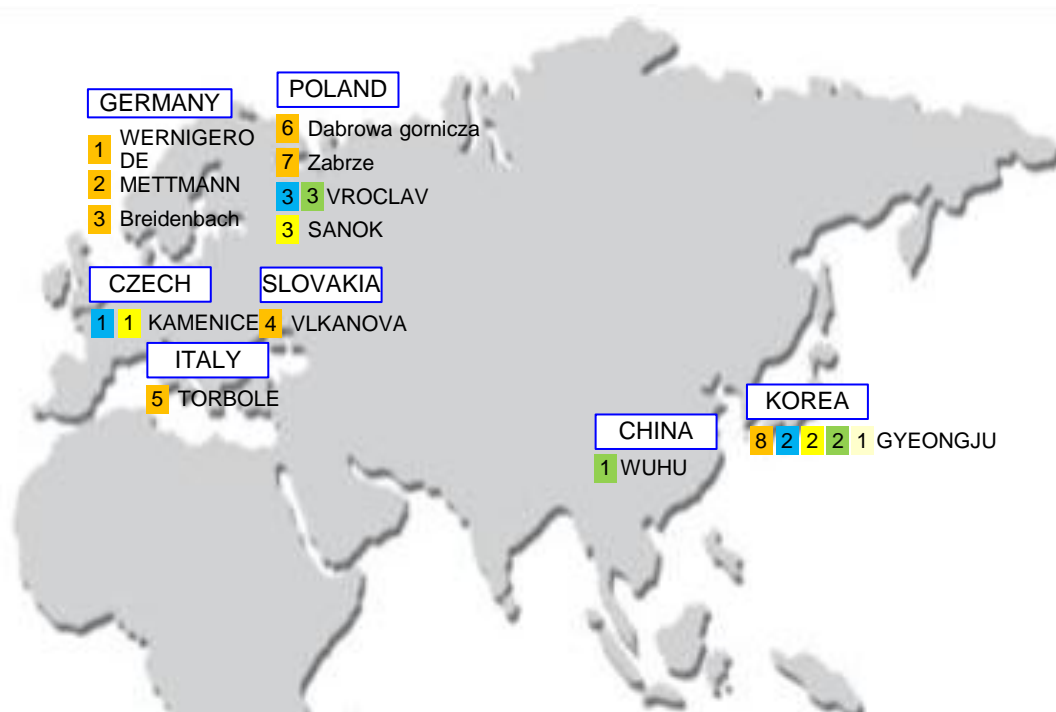 GERMANY
1 WERNIGERO
DE
2 METTMANN
3 Breidenbach
POLAND
6 Dabrowa gornicza
7 Zabrze
3 3 VROCLAV
3 SANOK
CZECH
1 1 KAMENICE
SLOVAKIA
4 VLKANOVA
ITALY
5 TORBOLE
CHINA
1 WUHU
KOREA
8 2 2 2 1 GYEONGJU